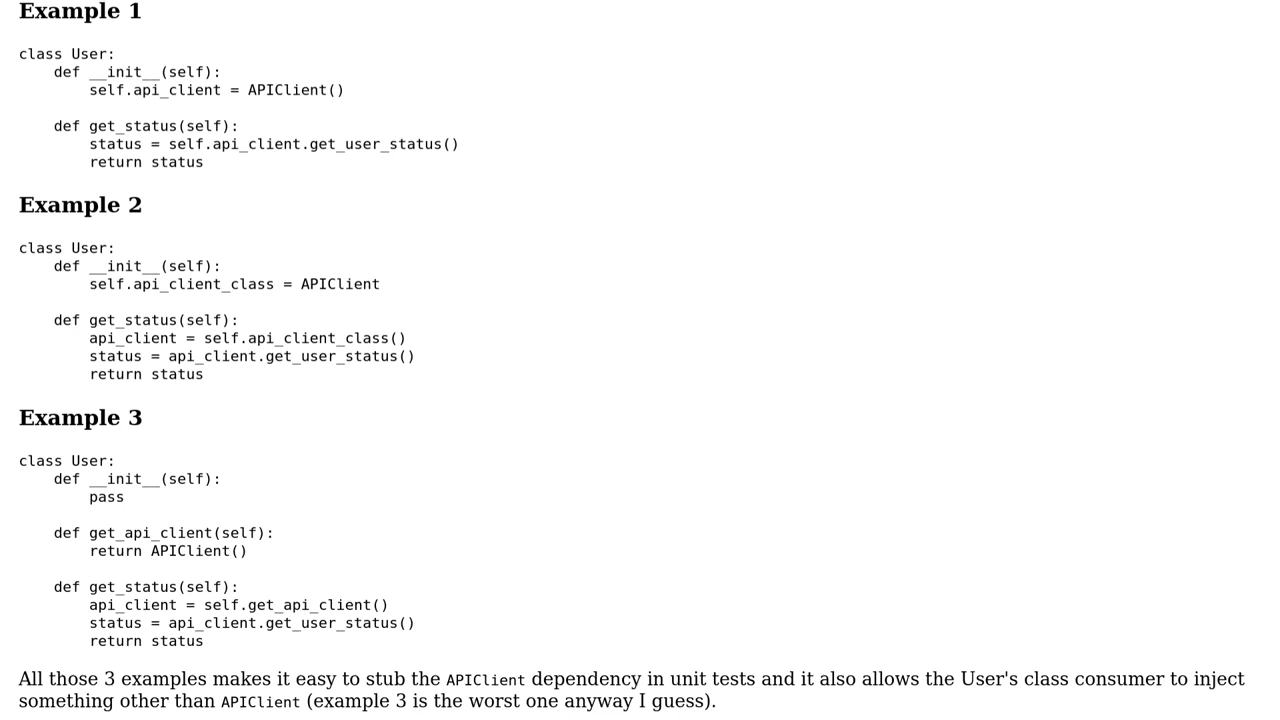 Example 1
class User:
    def __init__(self):
        self.api_client = APIClient()
    def get_status(self):
        status = self.api_client.get_user_status()
        return status
Example 2
class User:
    def __init__(self):
        self.api_client_class = APIClient
    def get_status(self):
        api_client = self.api_client_class()
        status = api_client.get_user_status()
        return status
Example 3
class User:
    def __init__(self):
        pass
    def get_api_client(self):
        return APIClient()
    def get_status(self):
        api_client = self.get_api_client()
        status = api_client.get_user_status()
        return status
All those 3 examples makes it easy to stub the APIClient dependency in unit tests and it also allows the User's class consumer to inject
something other than APIClient (example 3 is the worst one anyway I guess).